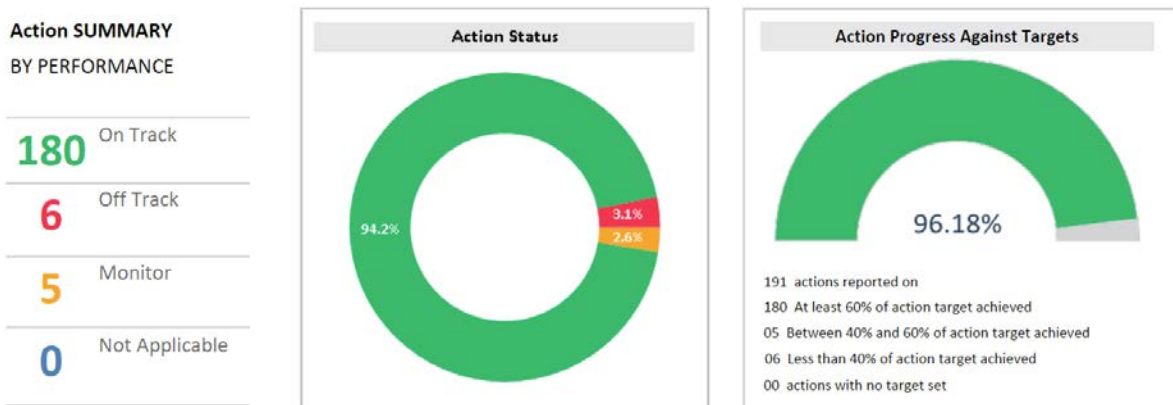 Action SUMMARY
BY PERFORMANCE
180 On Track
6 Off Track
5 Monitor
0 Not Applicable
Action Status
94.2%
3.1%
2.6%
Action Progress Against Targets
96.18%
191 actions reported on
180 At least 60% of action target achieved
05 Between 40% and 60% of action target achieved
06 Less than 40% of action target achieved
00 actions with no target set